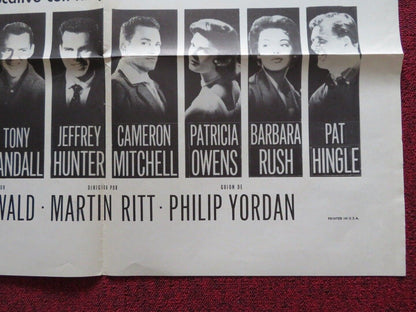 TONY JEFFREY CAMERON PATRICIA BARBARA PAT
ANDALL HUNTER MITCHELL OWENS RUSH HINGLE
DIRIGIDA POR GUION DE
WALD · MARTIN RITT · PHILIP YORDAN
PRINTED IN U.S.A.